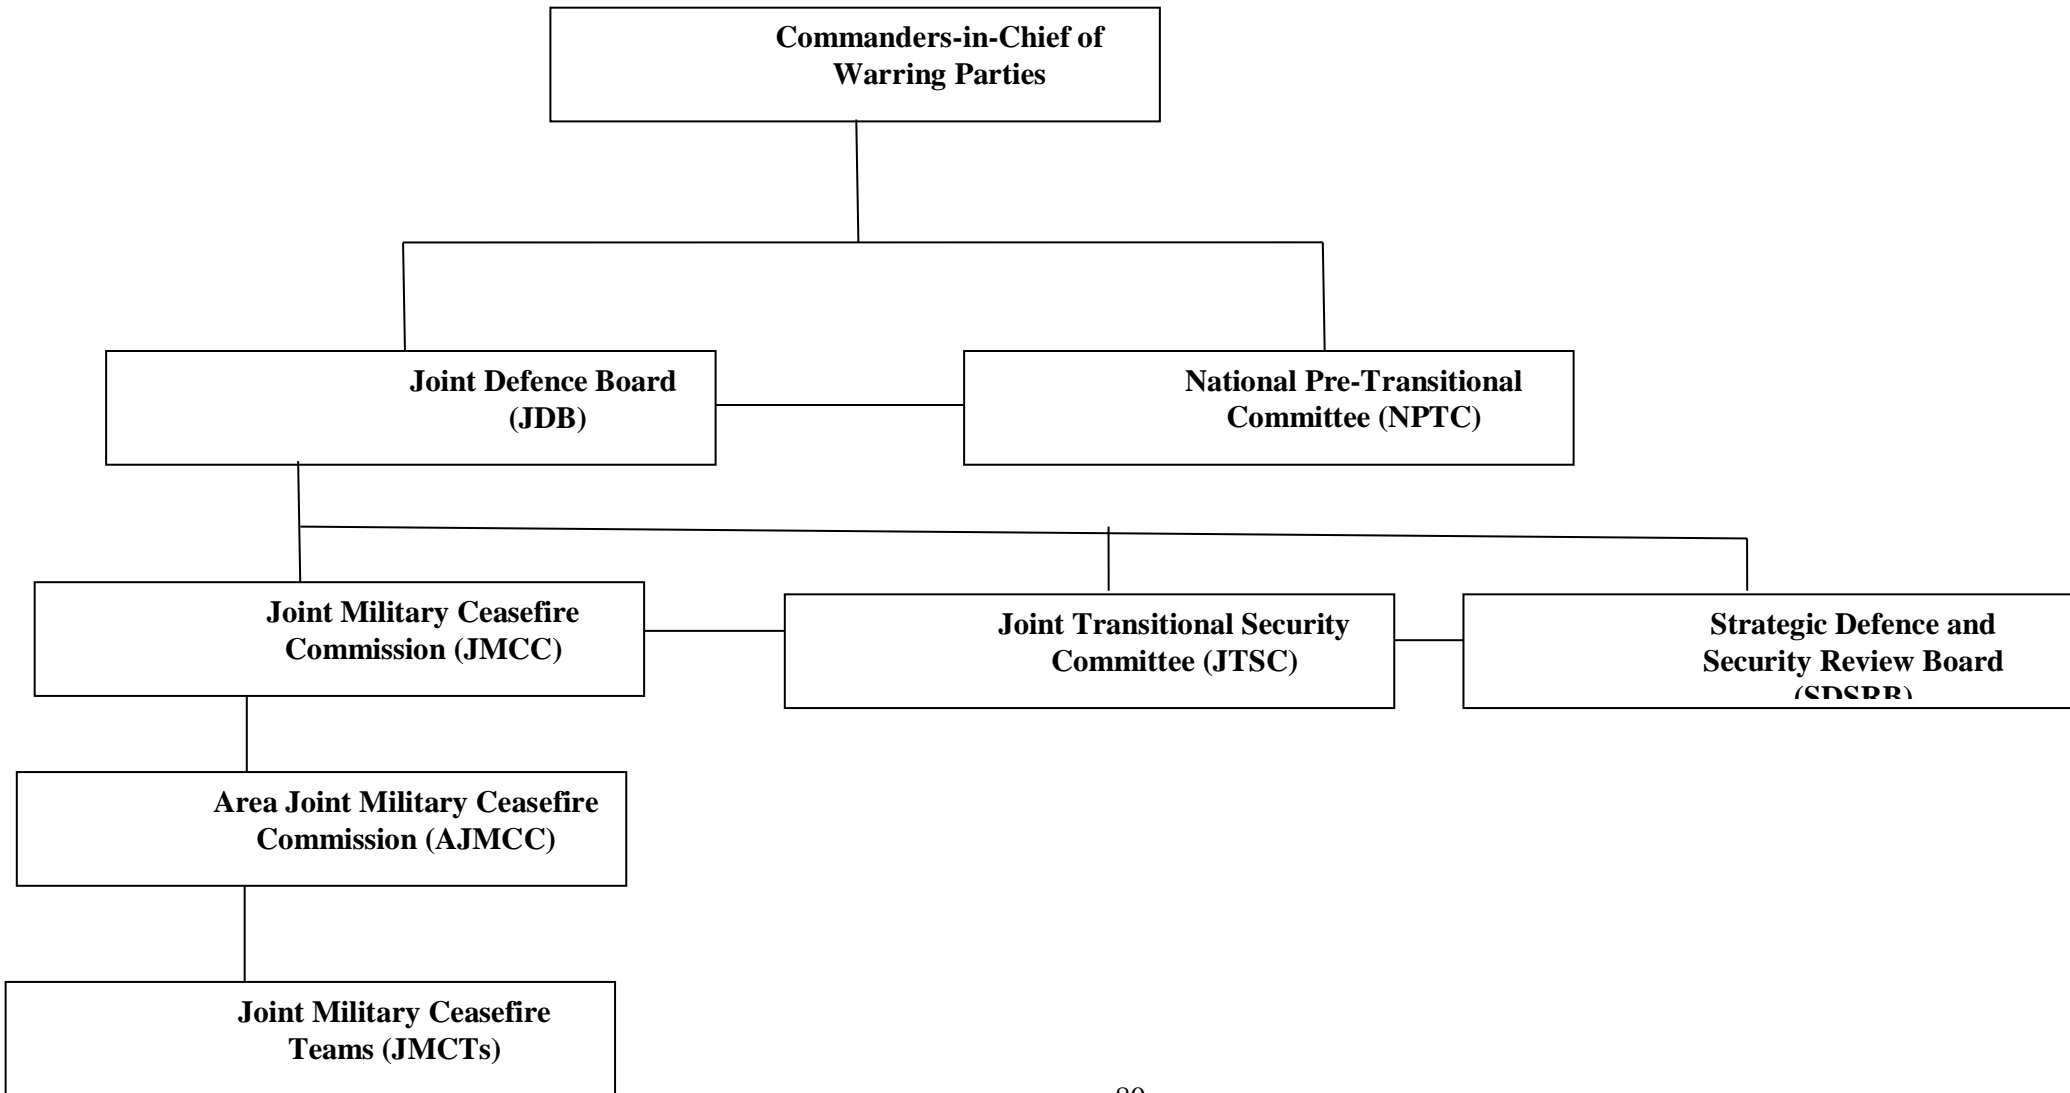 Commanders-in-Chief of
Warring Parties
Joint Defence Board
(JDB)
National Pre-Transitional
Committee (NPTC)
Joint Military Ceasefire
Commission (JMCC)
Joint Transitional Security
Committee (JTSC)
Strategic Defence and
Security Review Board
(SDSRB)
Area Joint Military Ceasefire
Commission (AJMCC)
Joint Military Ceasefire
Teams (JMCTs)